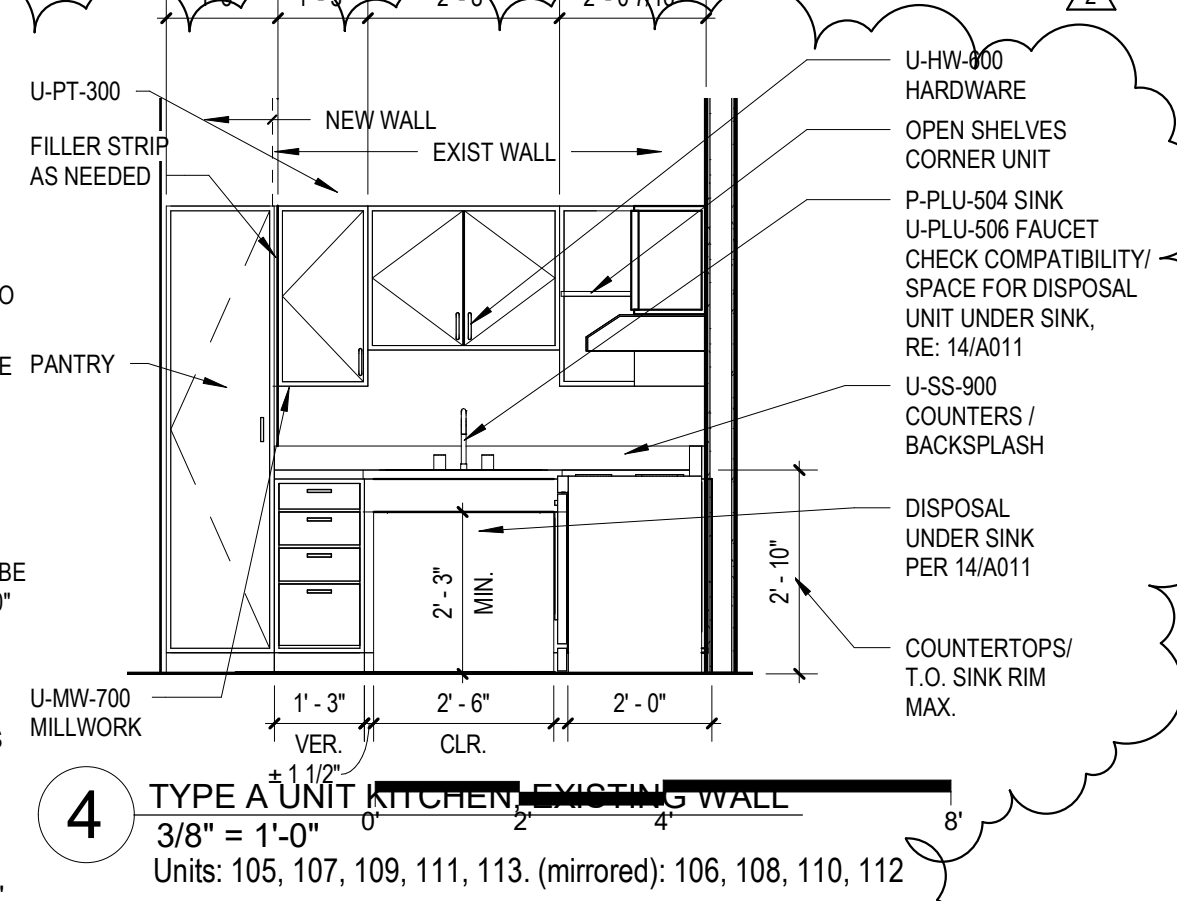 2
U-PT-300
FILLER STRIP
AS NEEDED
PANTRY
U-MW-700
MILLWORK
O
E
BE
0"
S
NEW WALL
EXIST WALL
U-HW-600
HARDWARE
OPEN SHELVES
CORNER UNIT
P-PLU-504 SINK
U-PLU-506 FAUCET
CHECK COMPATIBILITY/
SPACE FOR DISPOSAL
UNIT UNDER SINK,
RE: 14/A011
U-SS-900
COUNTERS /
BACKSPLASH
DISPOSAL
UNDER SINK
PER 14/A011
COUNTERTOPS/
T.O. SINK RIM
MAX.
2' - 3"
MIN.
2' - 10"
1' - 3"
VER.
± 1 1/2"
2' - 6"
CLR.
2' - 0"
4
TYPE A UNIT KITCHEN, EXISTING WALL
3/8" = 1'-0"
0'
2'
4'
8'
Units: 105, 107, 109, 111, 113. (mirrored): 106, 108, 110, 112